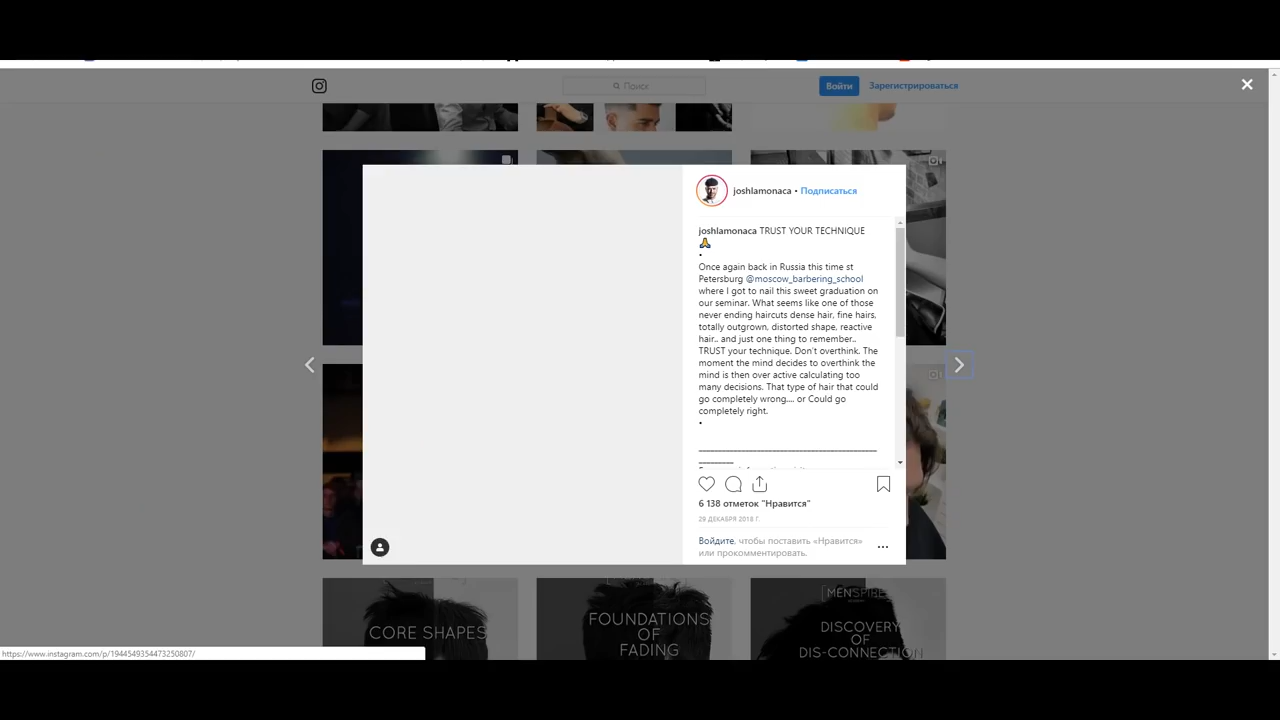 Поиск
Войти
Зарегистрироваться
joshlamonaca • Подписаться
joshlamonaca TRUST YOUR TECHNIQUE
🙏
•
Once again back in Russia this time st
Petersburg @moscow_barbering_school
where I got to nail this sweet graduation on
our seminar. What seems like one of those
never ending haircuts dense hair, fine hairs,
totally outgrown, distorted shape, reactive
hair.. and just one thing to remember..
TRUST your technique. Don't overthink. The
moment the mind decides to overthink the
mind is then over active calculating too
many decisions. That type of hair that could
go completely wrong.... or Could go
completely right.
•
6 138 отметок "Нравится"
29 ДЕКАБРЯ 2018 Г.
Войдите, чтобы поставить «Нравится»
или прокомментировать.
CORE SHAPES
FOUNDATIONS
OF
FADING
MENSPIRE
DISCOVERY
OF
DIS-CONNECTION
https://www.instagram.com/p/1944549354473250807/